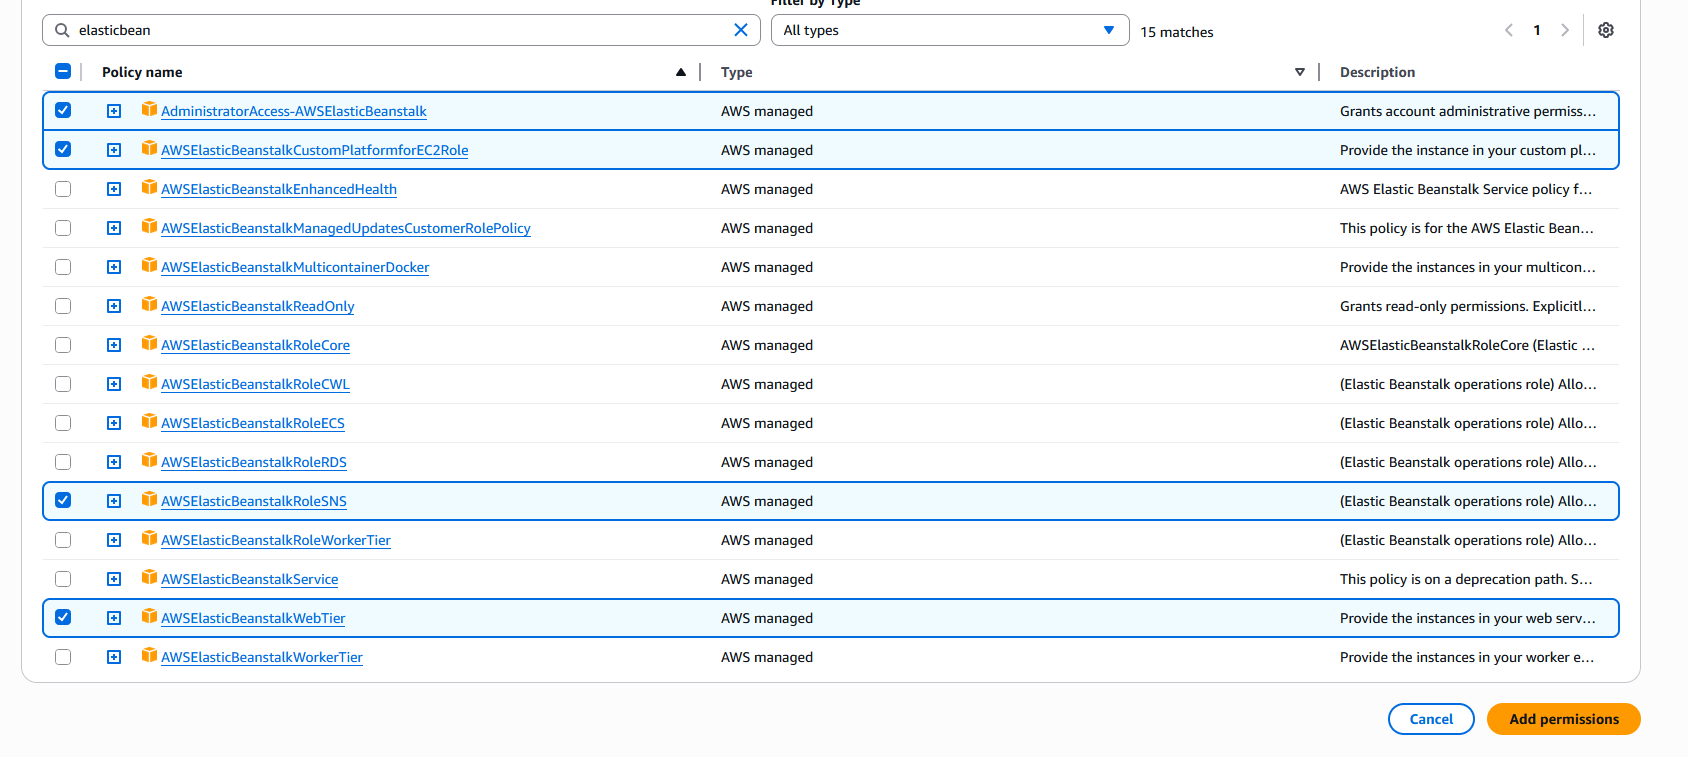 Filter by Type
elasticbean
All types
15 matches
1
Policy name
Type
Description
AdministratorAccess-AWSElasticBeanstalk AWS managed Grants account administrative permiss...
AWSElasticBeanstalkCustomPlatformforEC2Role AWS managed Provide the instance in your custom pl...
AWSElasticBeanstalkEnhancedHealth AWS managed AWS Elastic Beanstalk Service policy f...
AWSElasticBeanstalkManagedUpdatesCustomerRolePolicy AWS managed This policy is for the AWS Elastic Bean...
AWSElasticBeanstalkMulticontainerDocker AWS managed Provide the instances in your multicon...
AWSElasticBeanstalkReadOnly AWS managed Grants read-only permissions. Explicitl...
AWSElasticBeanstalkRoleCore AWS managed AWSElasticBeanstalkRoleCore (Elastic ...
AWSElasticBeanstalkRoleCWL AWS managed (Elastic Beanstalk operations role) Allo...
AWSElasticBeanstalkRoleECS AWS managed (Elastic Beanstalk operations role) Allo...
AWSElasticBeanstalkRoleRDS AWS managed (Elastic Beanstalk operations role) Allo...
AWSElasticBeanstalkRoleSNS AWS managed (Elastic Beanstalk operations role) Allo...
AWSElasticBeanstalkRoleWorkerTier AWS managed (Elastic Beanstalk operations role) Allo...
AWSElasticBeanstalkService AWS managed This policy is on a deprecation path. S...
AWSElasticBeanstalkWebTier AWS managed Provide the instances in your web serv...
AWSElasticBeanstalkWorkerTier AWS managed Provide the instances in your worker e...
Cancel
Add permissions